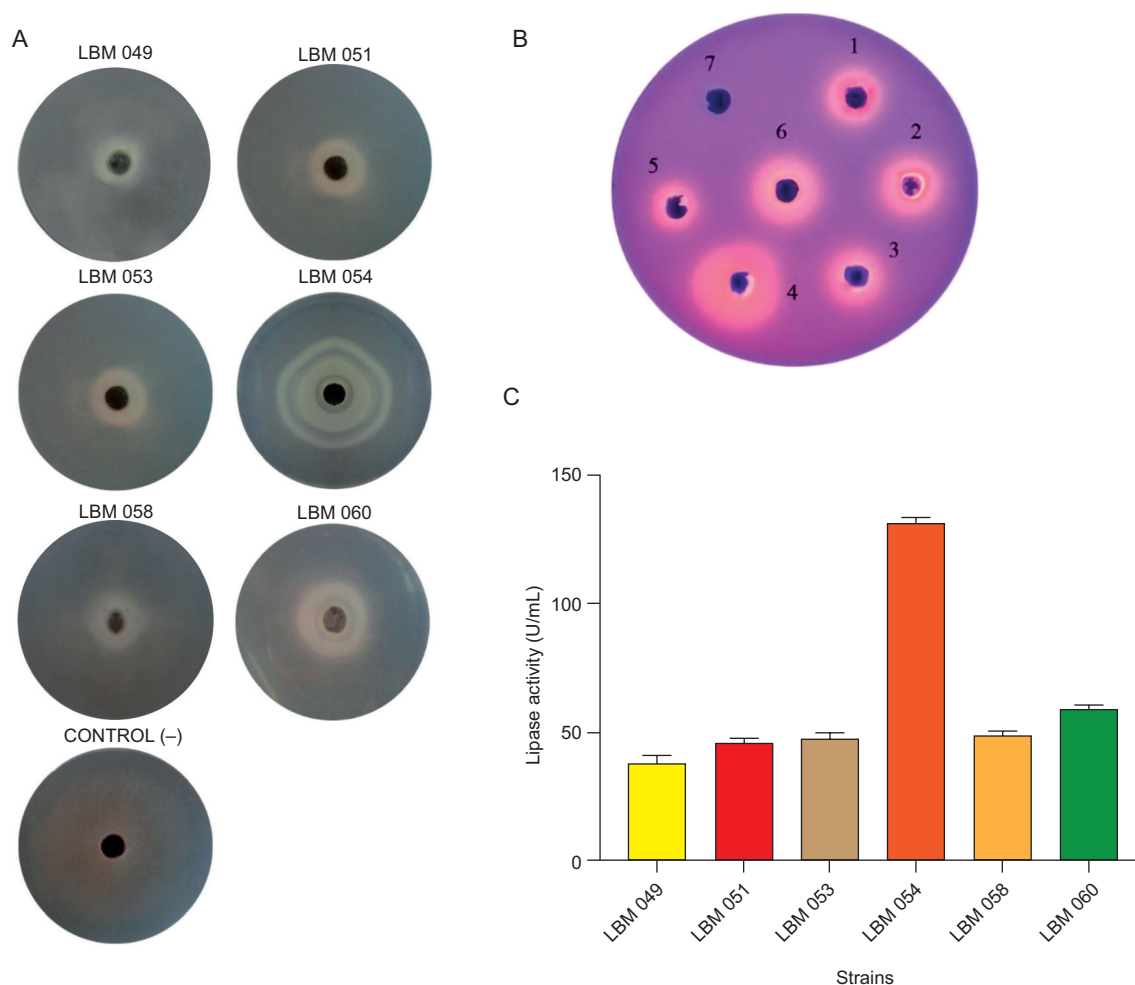 A
LBM 049
LBM 051
LBM 053
LBM 054
LBM 058
LBM 060
CONTROL (–)
B
7
1
6
2
5
3
4
C
150
100
50
0
Lipase activity (U/mL)
LBM 049
LBM 051
LBM 053
LBM 054
LBM 058
LBM 060
Strains